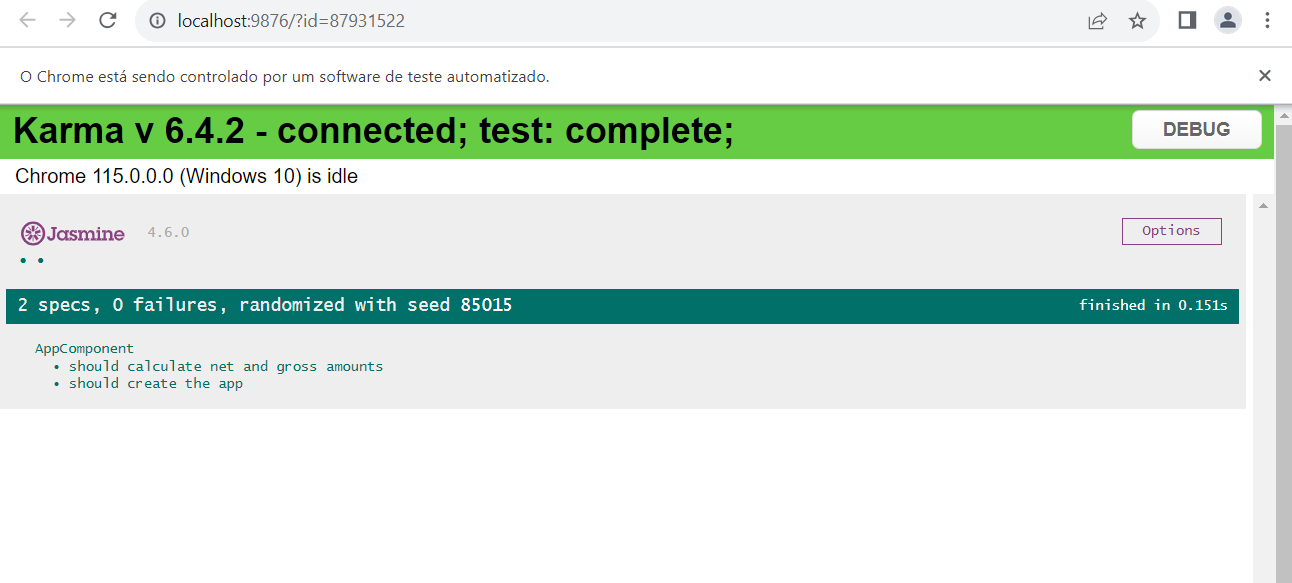 localhost:9876/?id=87931522
O Chrome está sendo controlado por um software de teste automatizado.
Karma v 6.4.2 - connected; test: complete;
DEBUG
Chrome 115.0.0.0 (Windows 10) is idle
Jasmine 4.6.0
Options
• •
2 specs, 0 failures, randomized with seed 85015
finished in 0.151s
AppComponent
• should calculate net and gross amounts
• should create the app